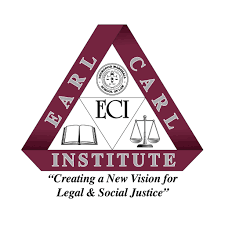 EARL
CARL
ECI
INSTITUTE
“Creating a New Vision for
Legal & Social Justice”